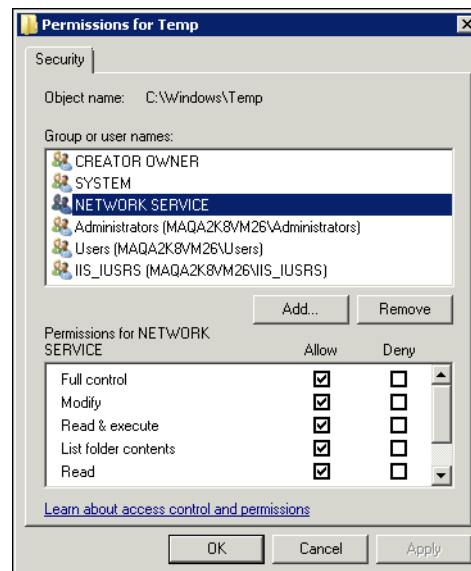 Permissions for Temp
Security
Object name: C:\Windows\Temp
Group or user names:
CREATOR OWNER
SYSTEM
NETWORK SERVICE
Administrators (MAQA2K8VM26\Administrators)
Users (MAQA2K8VM26\Users)
IIS_IUSRS (MAQA2K8VM26\IIS_IUSRS)
Add... Remove
Permissions for NETWORK
SERVICE Allow Deny
Full control
Modify
Read & execute
List folder contents
Read
Learn about access control and permissions
OK Cancel Apply